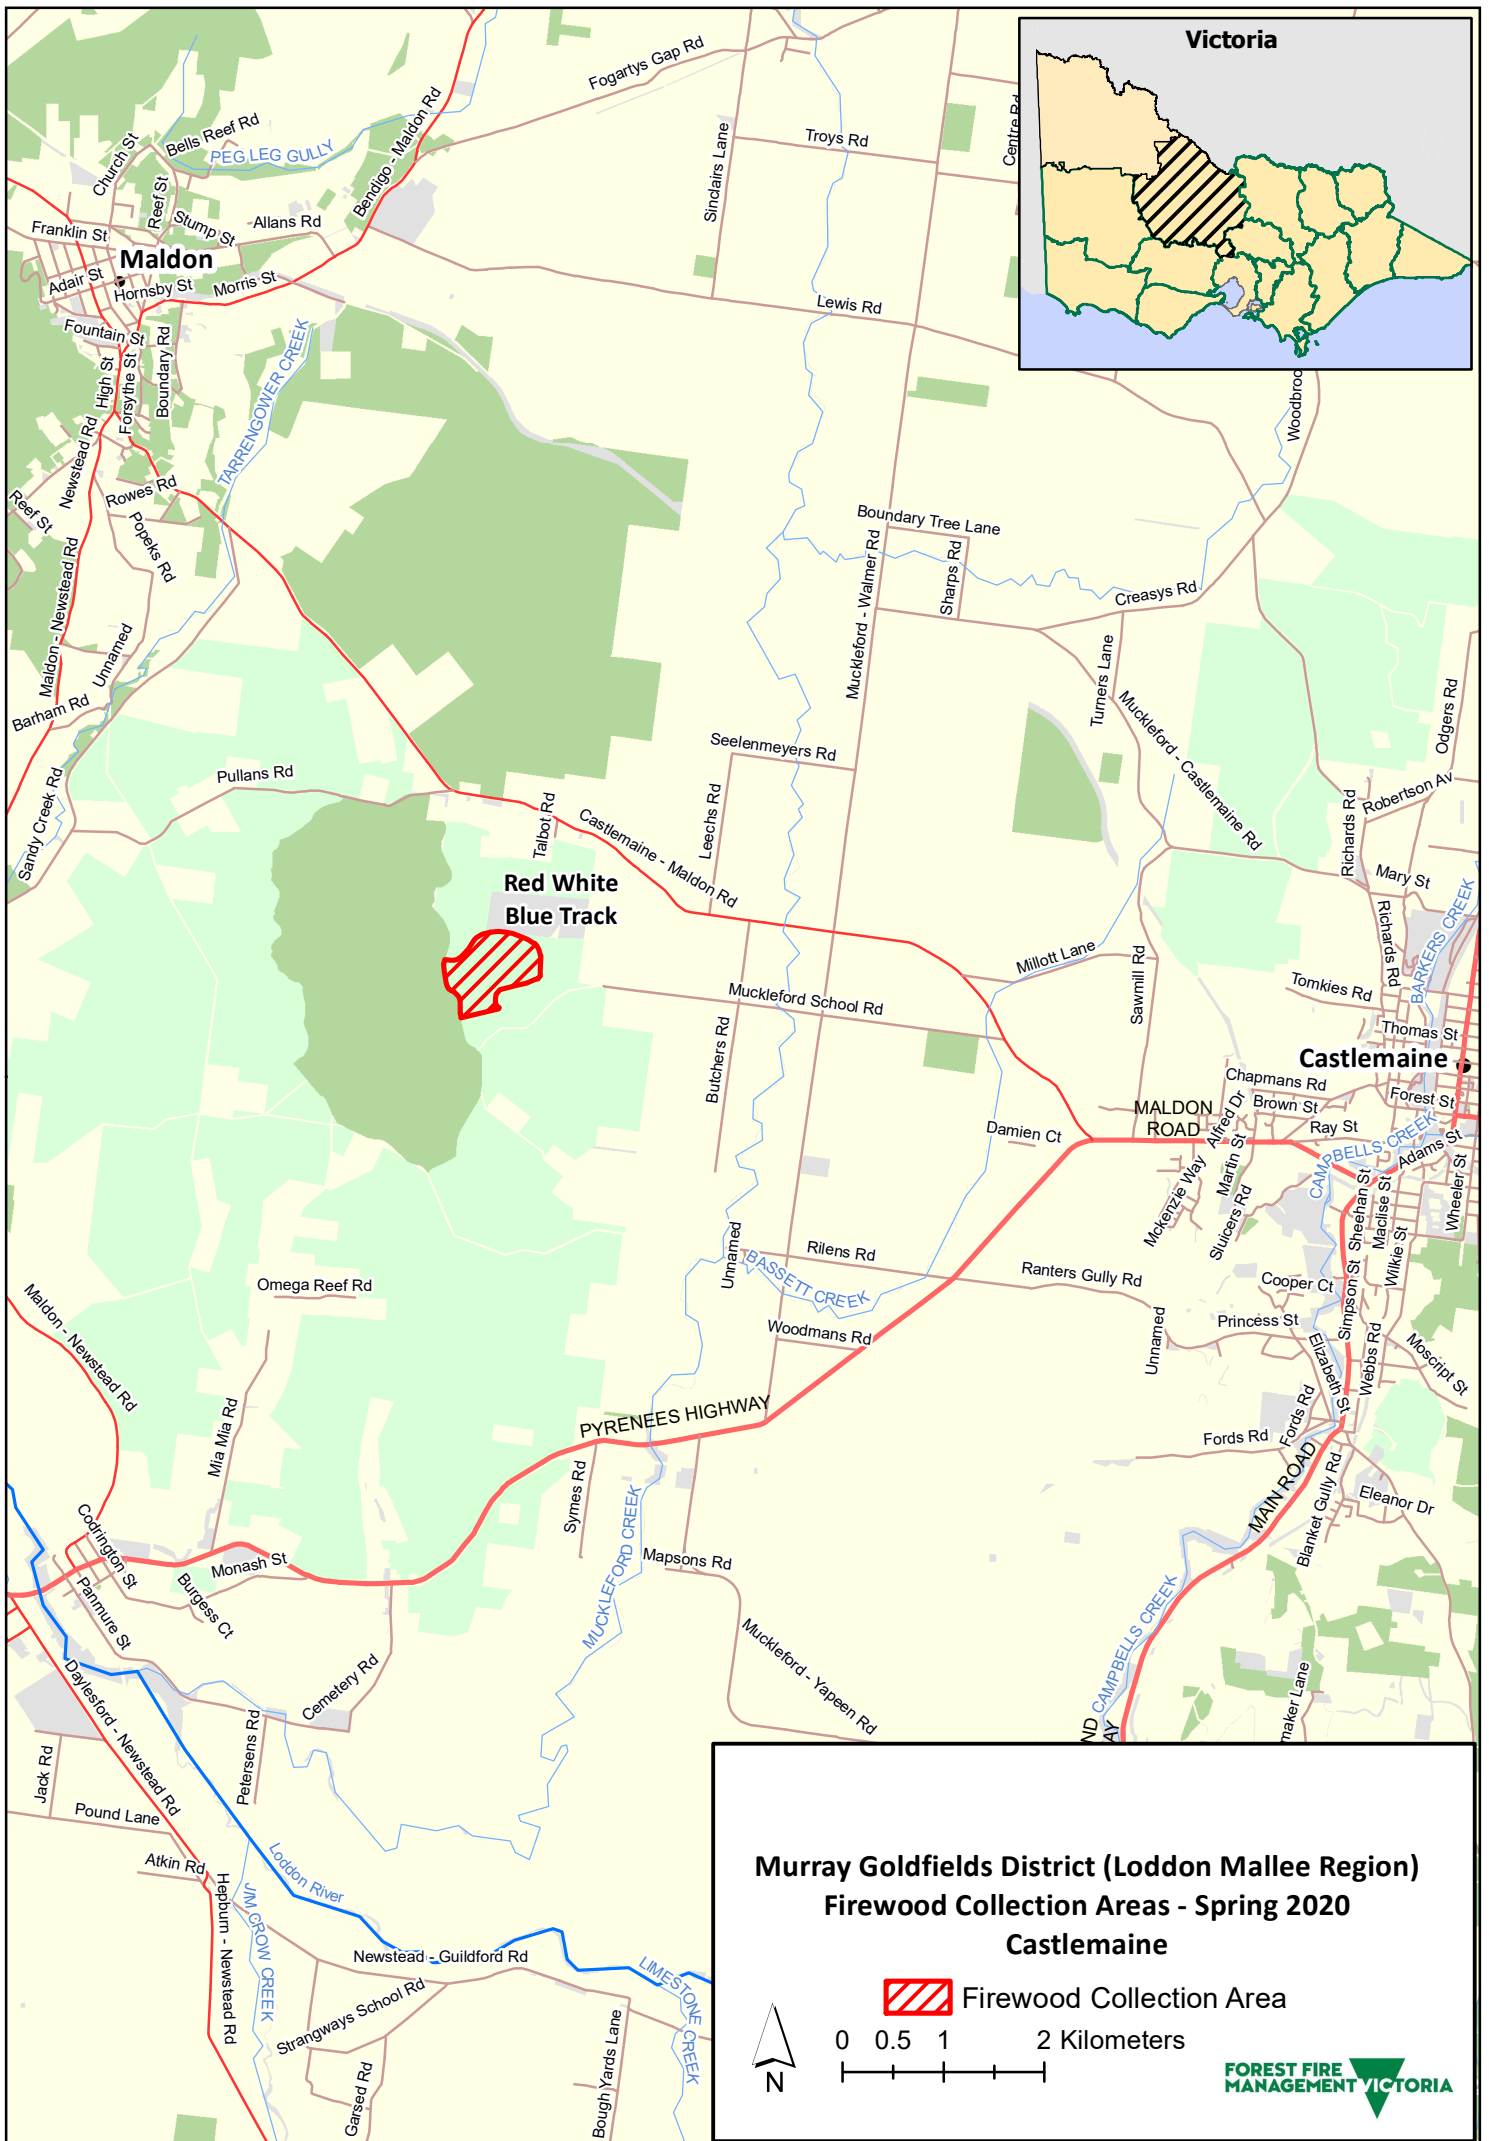 Victoria
Fogartys Gap Rd
Bendigo - Maldon Rd
Sinclairs Lane
Troys Rd
Centre Rd
Church St
Bells Reef Rd
PEG LEG GULLY
Reef St
Stump St
Allans Rd
Franklin St
Maldon
Adair St
Hornsby St
Morris St
Lewis Rd
Fountain St
High St
Forsythe St
Boundary Rd
TARRENGOWER CREEK
Woodbroo
Newstead Rd
Reef St
Rowes Rd
Popeks Rd
Boundary Tree Lane
Muckleford - Walmer Rd
Sharps Rd
Creasys Rd
Maldon - Newstead Rd
Unnamed
Barham Rd
Turners Lane
Muckleford - Castlemaine Rd
Odgers Rd
Seelenmeyers Rd
Pullans Rd
Sandy Creek Rd
Talbot Rd
Castlemaine - Maldon Rd
Leechs Rd
Richards Rd
Robertson Av
Mary St
Red White
Blue Track
Richards Rd
BARKERS CREEK
Millott Lane
Sawmill Rd
Tomkies Rd
Muckleford School Rd
Butchers Rd
Thomas St
Castlemaine
Chapmans Rd
Forest St
Brown St
MALDON
ROAD
Alfred Dr
Ray St
Damien Ct
CAMPBELLS CREEK
Adams St
Martin St
Mckenzie Way
Sluicers Rd
Sheehan St
Maclise St
Wheeler St
Wilkie St
Unnamed
Rilens Rd
BASSETT CREEK
Ranters Gully Rd
Cooper Ct
Simpson St
Omega Reef Rd
Maldon - Newstead Rd
Woodmans Rd
Unnamed
Princess St
Elizabeth St
Webbs Rd
Moscript St
Mia Mia Rd
PYRENEES HIGHWAY
Fords Rd
Fords Rd
MAIN ROAD
Blanket Gully Rd
Eleanor Dr
Symes Rd
MUCKLEFORD CREEK
Mapsons Rd
Codrington St
Monash St
Burgess Ct
Panmure St
Muckleford - Yapeen Rd
CAMPBELLS CREEK
Cemetery Rd
Daylesford - Newstead Rd
Petersens Rd
ND
AY
maker Lane
Jack Rd
Pound Lane
Atkin Rd
Loddon River
Hepburn - Newstead Rd
JIM CROW CREEK
Newstead - Guildford Rd
LIMESTONE CREEK
Strangways School Rd
Garsed Rd
Bough Yards Lane
Murray Goldfields District (Loddon Mallee Region)
Firewood Collection Areas - Spring 2020
Castlemaine
Firewood Collection Area
0 0.5 1 2 Kilometers
N
FOREST FIRE
MANAGEMENT VICTORIA